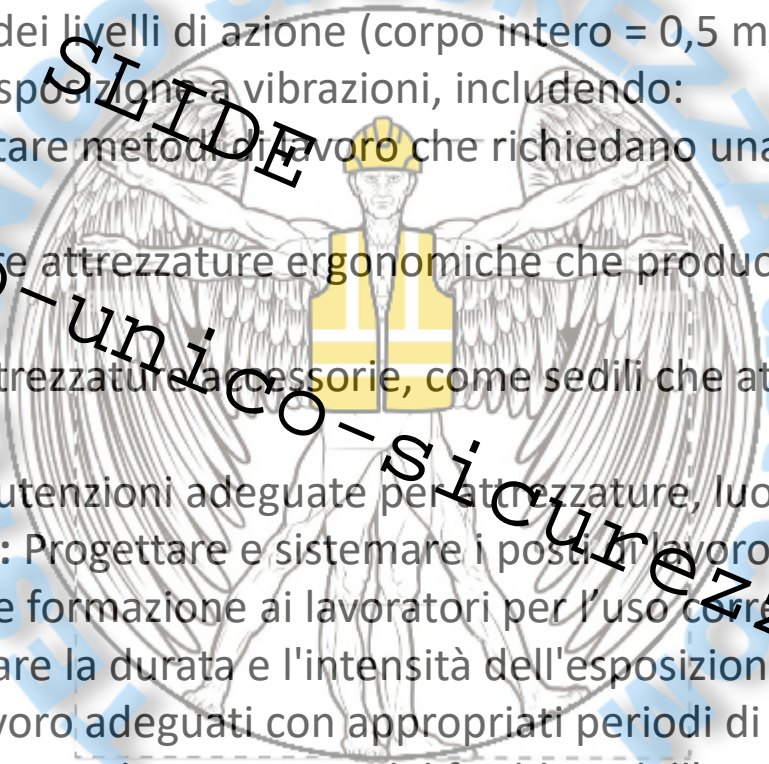 dei livelli di azione (corpo intero = 0,5 m
sposizione a vibrazioni, includendo:
SLIDE
tare metodi di lavoro che richiedano una
se attrezzature ergonomiche che produc
o-unico-sicurezz
trezzature accessorie, come sedili che at
utenzioni adeguate per attrezzature, luo
: Progettare e sistemare i posti di lavoro
e formazione ai lavoratori per l'uso corre
are la durata e l'intensità dell'esposizion
voro adeguati con appropriati periodi di